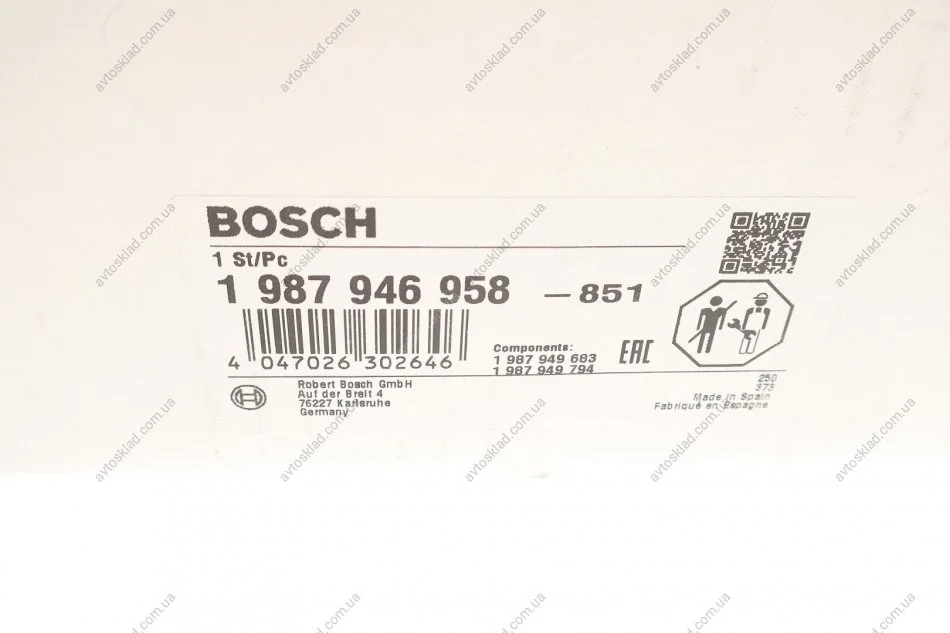 BOSCH
1 St/Pc
1 987 946 958 – 851
4 047026 302646
Components:
1 987 949 663
1 987 949 794
EAC
Robert Bosch GmbH
Auf der Breit 4
76227 Karlsruhe
Germany
250
373
Made in Spain
Fabriqué en Espagne
avtosklad.com.ua